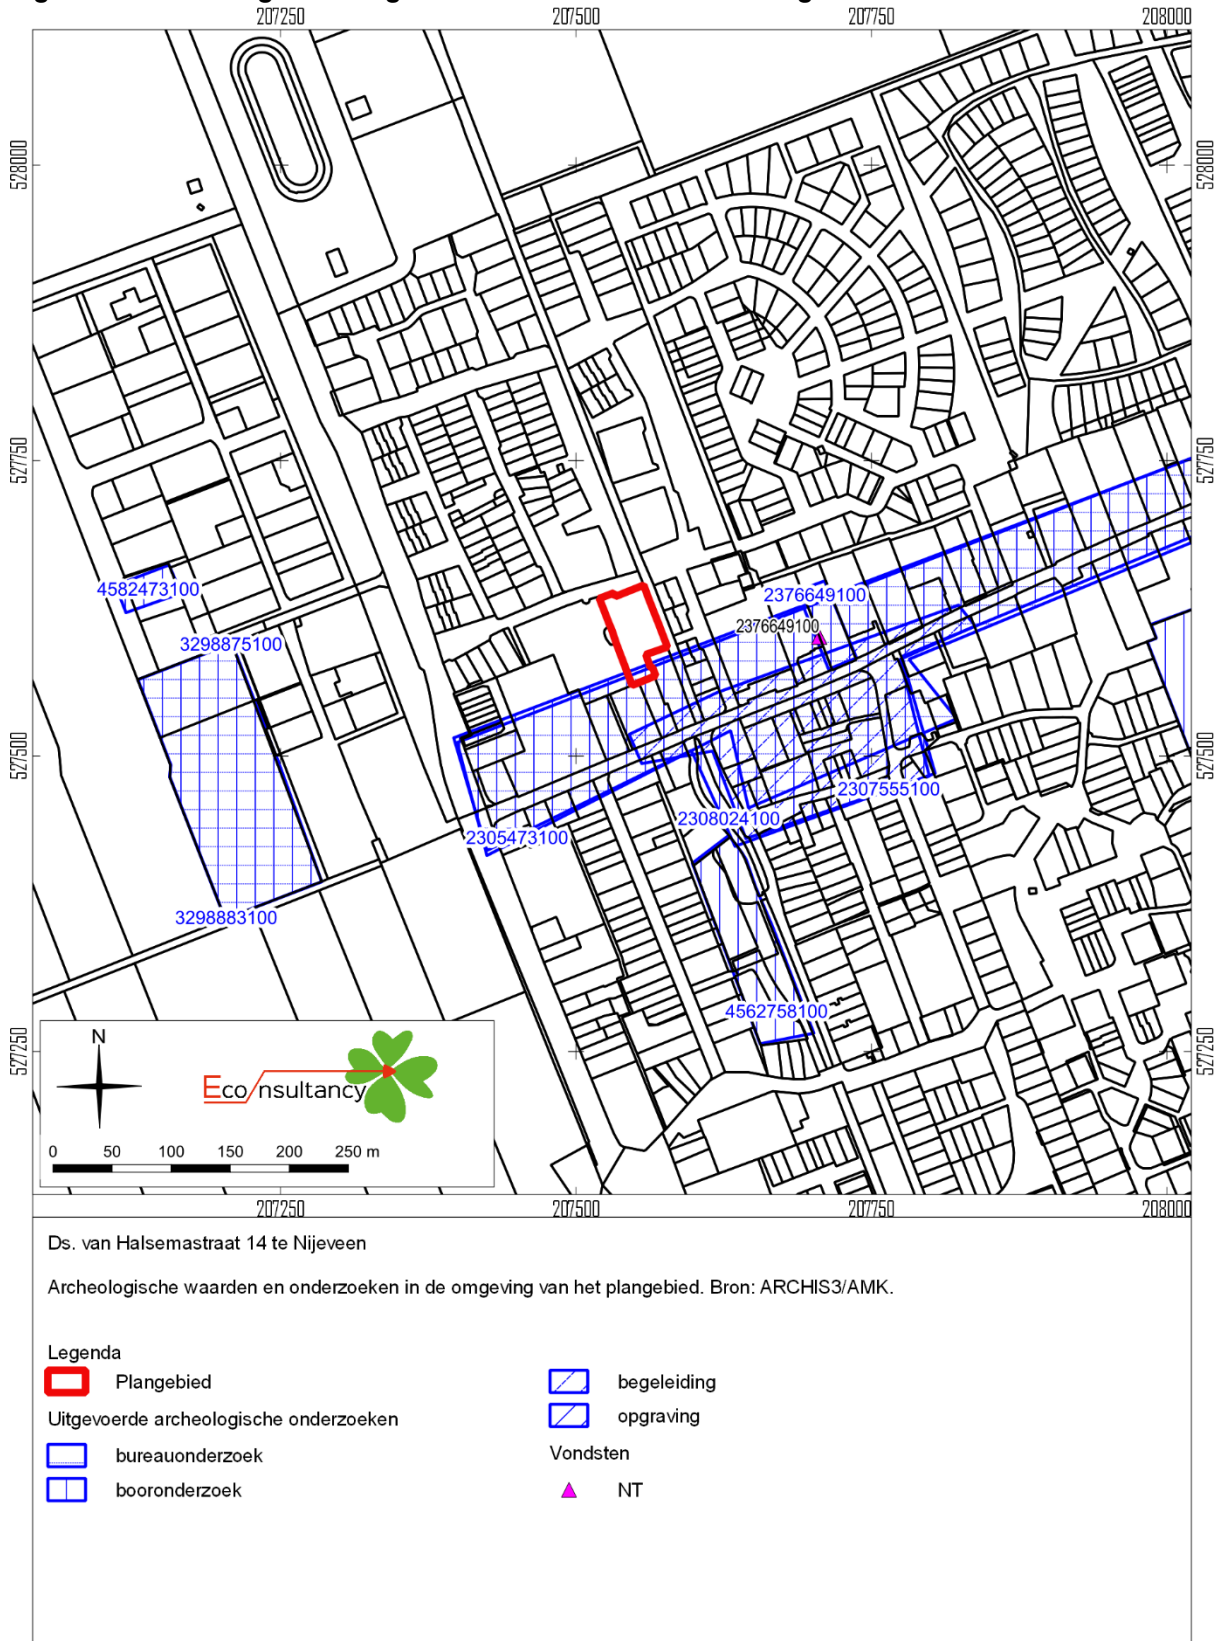 207250 207500 207750 208000
528000 528000
527750 527750
4582473100
2376649100
2376649100
3298875100
527500 527500
2307555100
2308024100
2305473100
3298883100
4562758100
527250 527250
N
Eco nsultancy
0 50 100 150 200 250 m
207250 207500 207750 208000
Ds. van Halsemastraat 14 te Nijeveen
Archeologische waarden en onderzoeken in de omgeving van het plangebied. Bron: ARCHIS3/AMK.
Legenda
Plangebied
Uitgevoerde archeologische onderzoeken
bureauonderzoek
booronderzoek
begeleiding
opgraving
Vondsten
NT